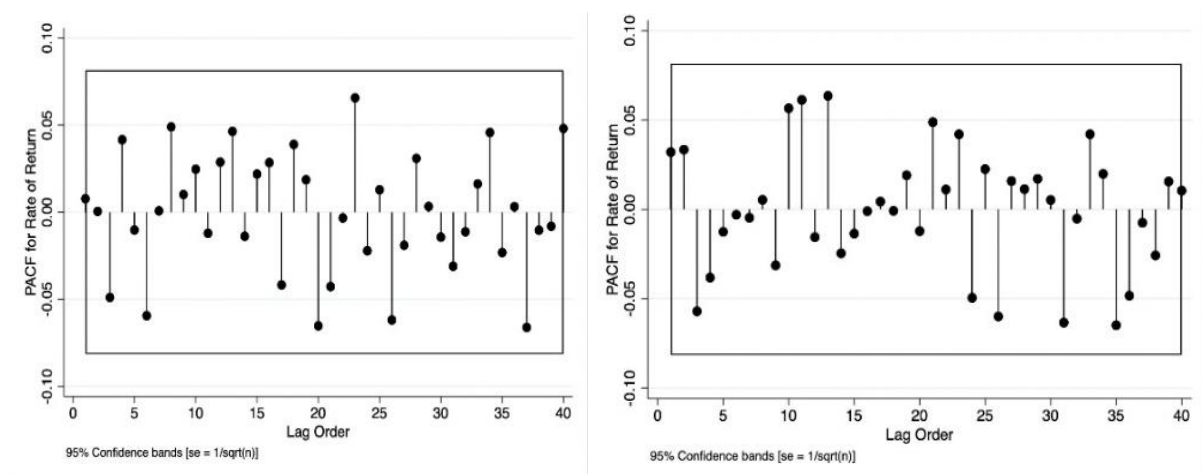 PACF for Rate of Return
0.10
0.05
0.00
-0.05
-0.10
0 5 10 15 20 25 30 35 40
Lag Order
95% Confidence bands [se = 1/sqrt(n)]
PACF for Rate of Return
0.10
0.05
0.00
-0.05
-0.10
0 5 10 15 20 25 30 35 40
Lag Order
95% Confidence bands [se = 1/sqrt(n)]